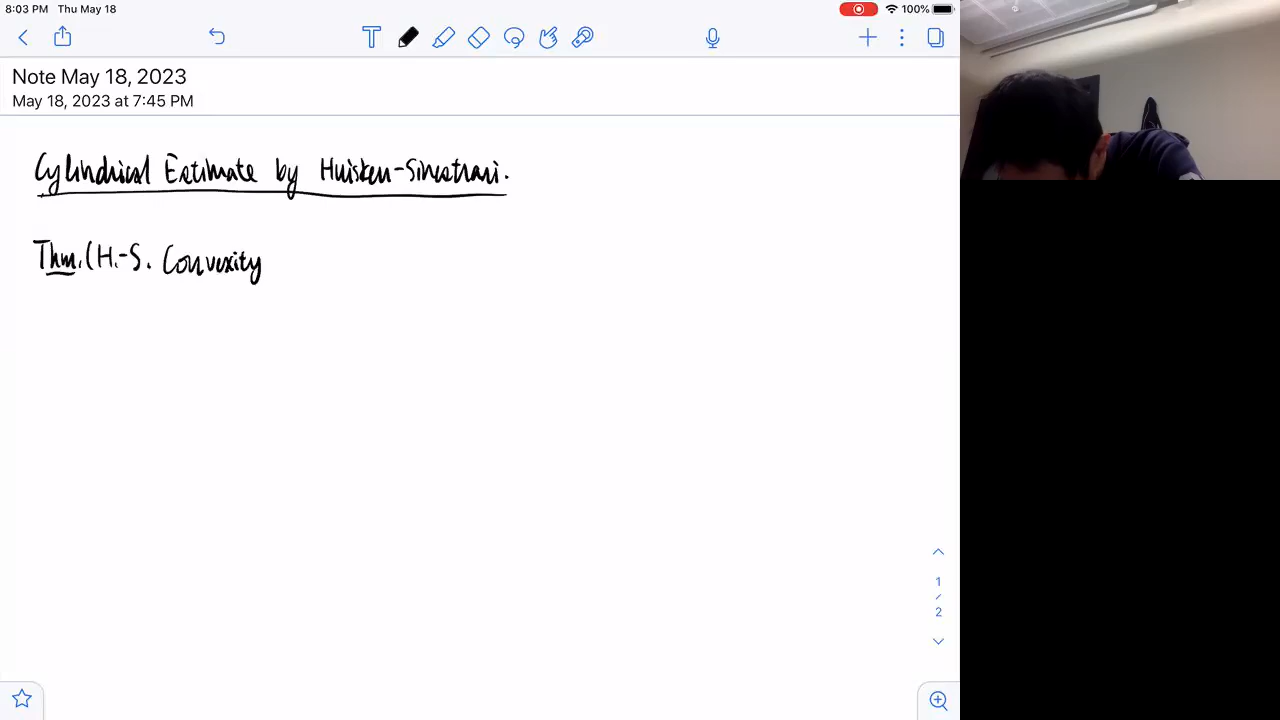 8:03 PM Thu May 18 100%
T
Note May 18, 2023
May 18, 2023 at 7:45 PM
Cylindrical Estimate by Huisken-Sinestrari.
Thm. (H.-S. Convexity
1
/
2